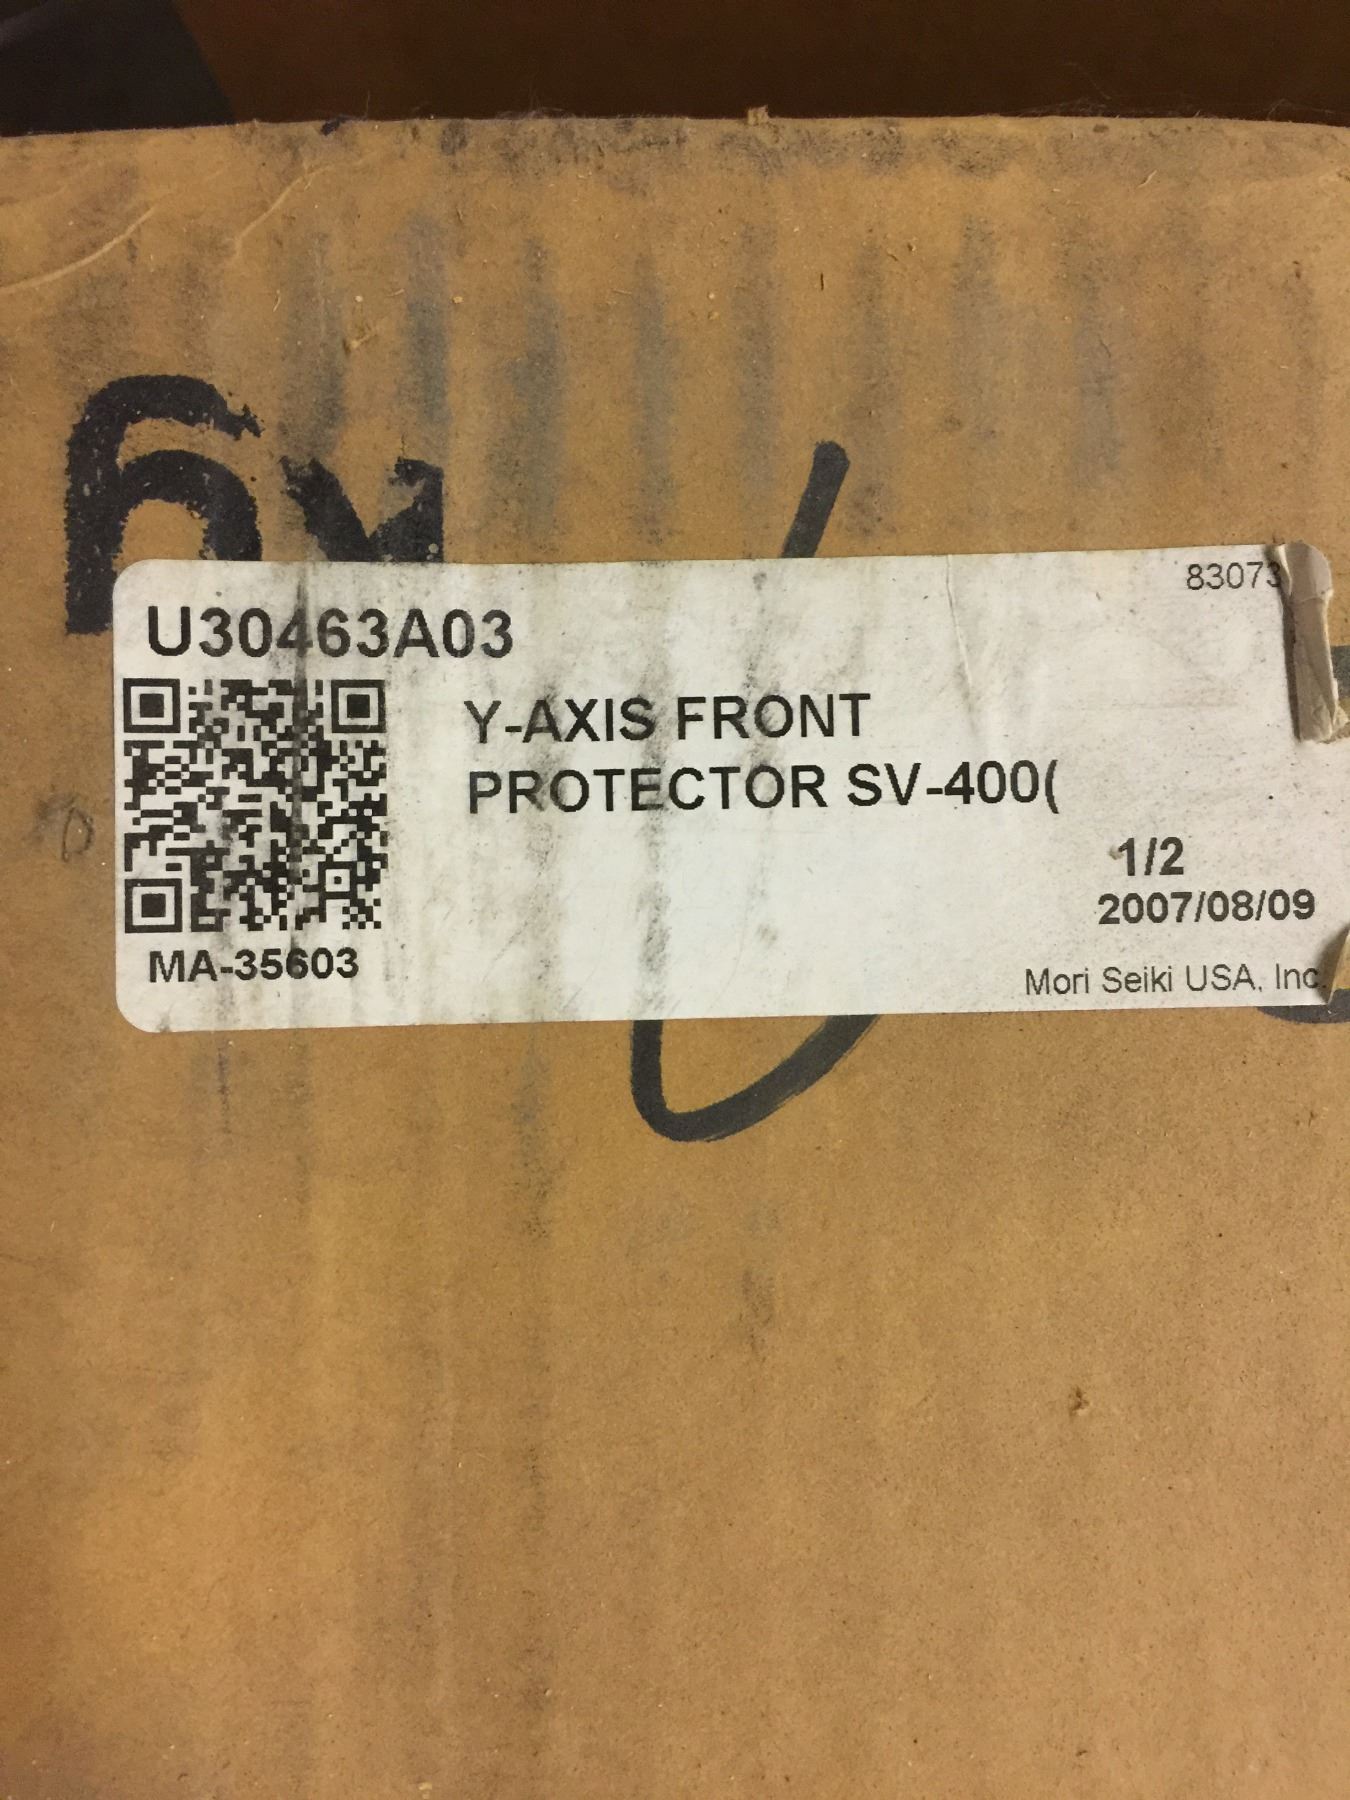 83073
U30463A03
Y-AXIS FRONT
PROTECTOR SV-400(
1/2
2007/08/09
MA-35603
Mori Seiki USA, Inc.